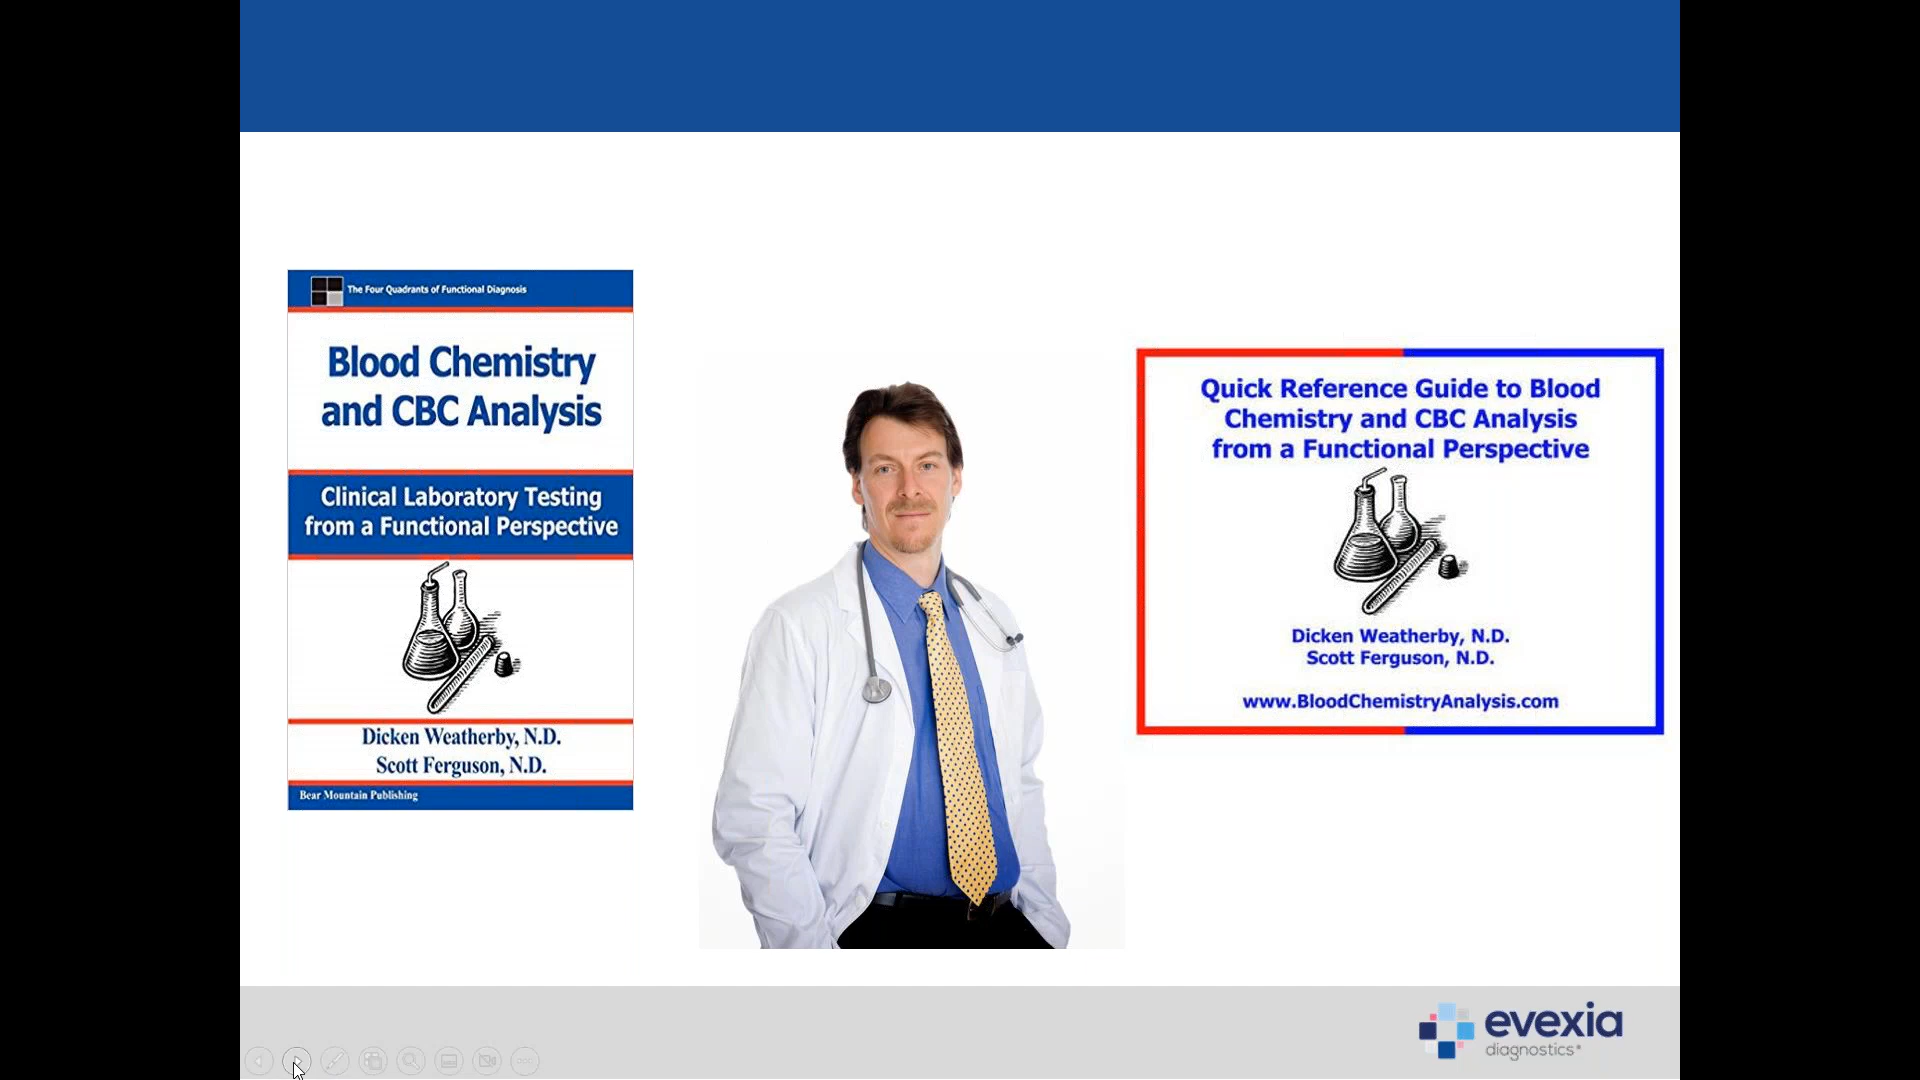 The Four Quadrants of Functional Diagnosis
Blood Chemistry
and CBC Analysis
Clinical Laboratory Testing
from a Functional Perspective
Dicken Weatherby, N.D.
Scott Ferguson, N.D.
Bear Mountain Publishing
Quick Reference Guide to Blood
Chemistry and CBC Analysis
from a Functional Perspective
Dicken Weatherby, N.D.
Scott Ferguson, N.D.
www.BloodChemistryAnalysis.com
evexia
diagnostics